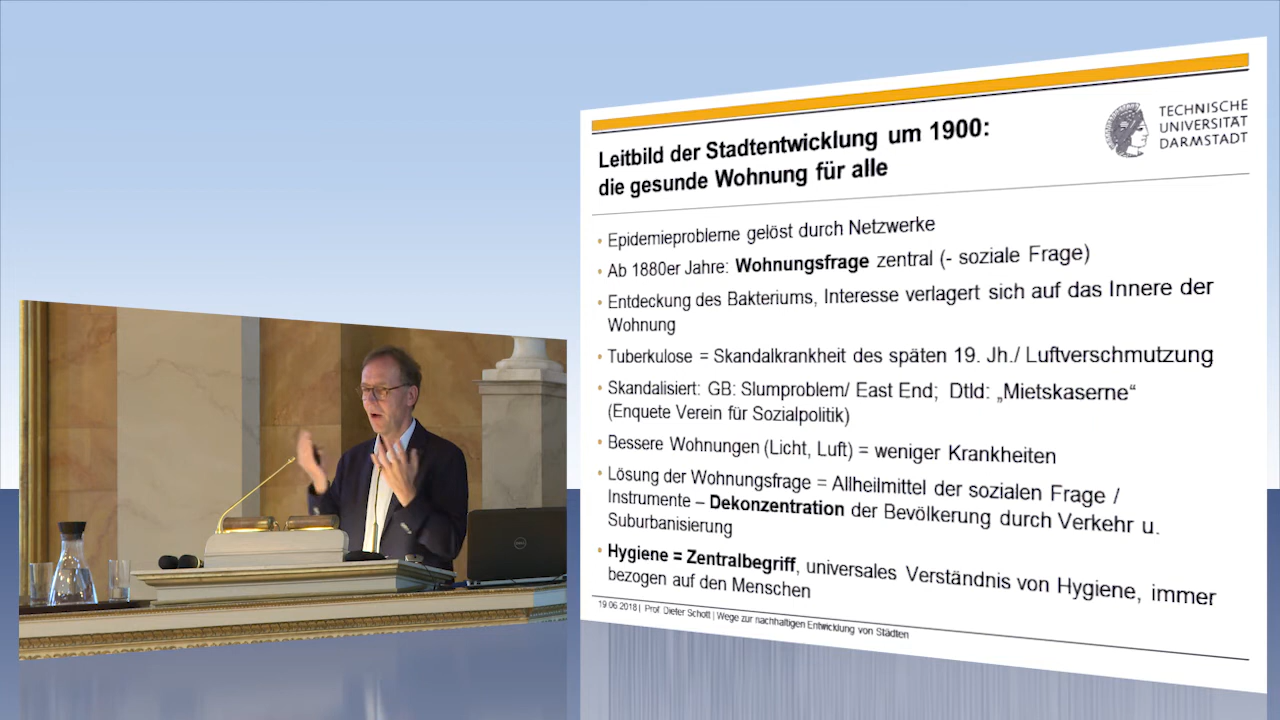 TECHNISCHE
UNIVERSITÄT
DARMSTADT
Leitbild der Stadtentwicklung um 1900:
die gesunde Wohnung für alle
• Epidemieprobleme gelöst durch Netzwerke
• Ab 1880er Jahre: Wohnungsfrage zentral (- soziale Frage)
• Entdeckung des Bakteriums, Interesse verlagert sich auf das Innere der
Wohnung
• Tuberkulose = Skandalkrankheit des späten 19. Jh./ Luftverschmutzung
• Skandalisiert: GB: Slumproblem/ East End; Dtld: „Mietskaserne“
(Enquete Verein für Sozialpolitik)
• Bessere Wohnungen (Licht, Luft) = weniger Krankheiten
• Lösung der Wohnungsfrage = Allheilmittel der sozialen Frage /
Instrumente – Dekonzentration der Bevölkerung durch Verkehr u.
Suburbanisierung
• Hygiene = Zentralbegriff, universales Verständnis von Hygiene, immer
bezogen auf den Menschen
19.06.2018 | Prof. Dieter Schott | Wege zur nachhaltigen Entwicklung von Städten